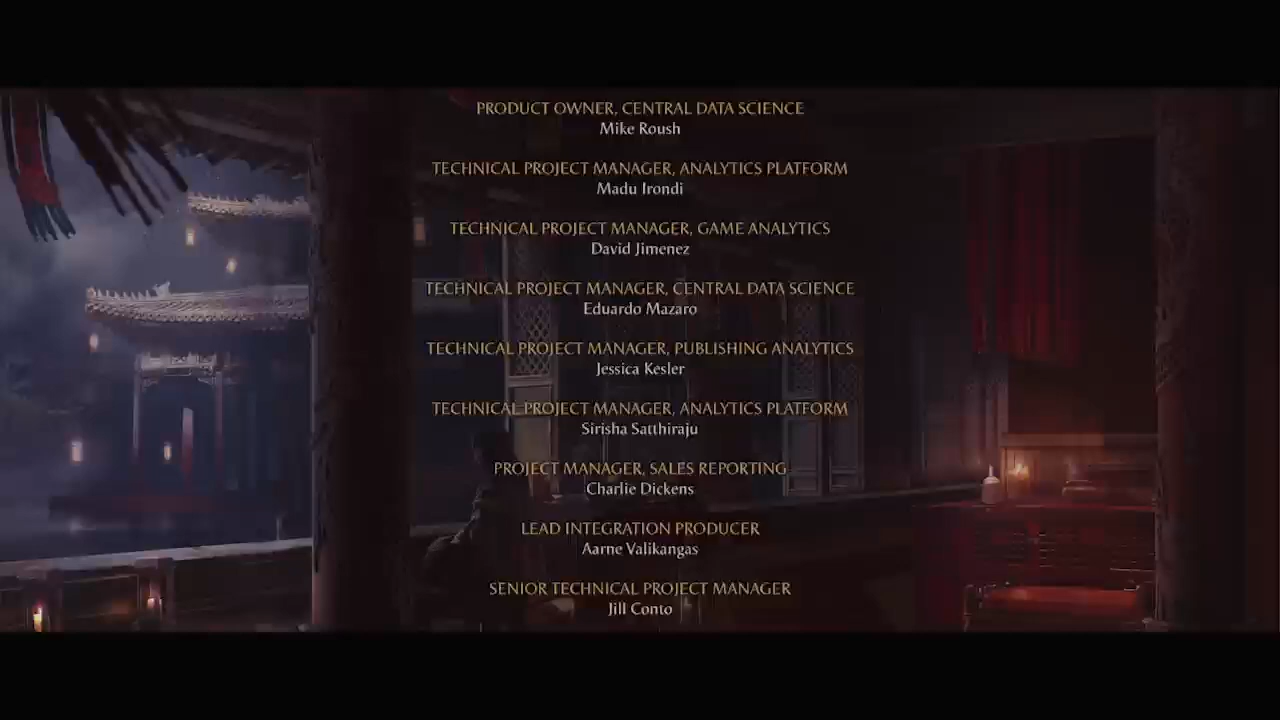 PRODUCT OWNER, CENTRAL DATA SCIENCE
Mike Roush
TECHNICAL PROJECT MANAGER, ANALYTICS PLATFORM
Madu Irondi
TECHNICAL PROJECT MANAGER, GAME ANALYTICS
David Jimenez
TECHNICAL PROJECT MANAGER, CENTRAL DATA SCIENCE
Eduardo Mazaro
TECHNICAL PROJECT MANAGER, PUBLISHING ANALYTICS
Jessica Kesler
TECHNICAL PROJECT MANAGER, ANALYTICS PLATFORM
Sirisha Satthiraju
PROJECT MANAGER, SALES REPORTING
Charlie Dickens
LEAD INTEGRATION PRODUCER
Aarne Valikangas
SENIOR TECHNICAL PROJECT MANAGER
Jill Conto